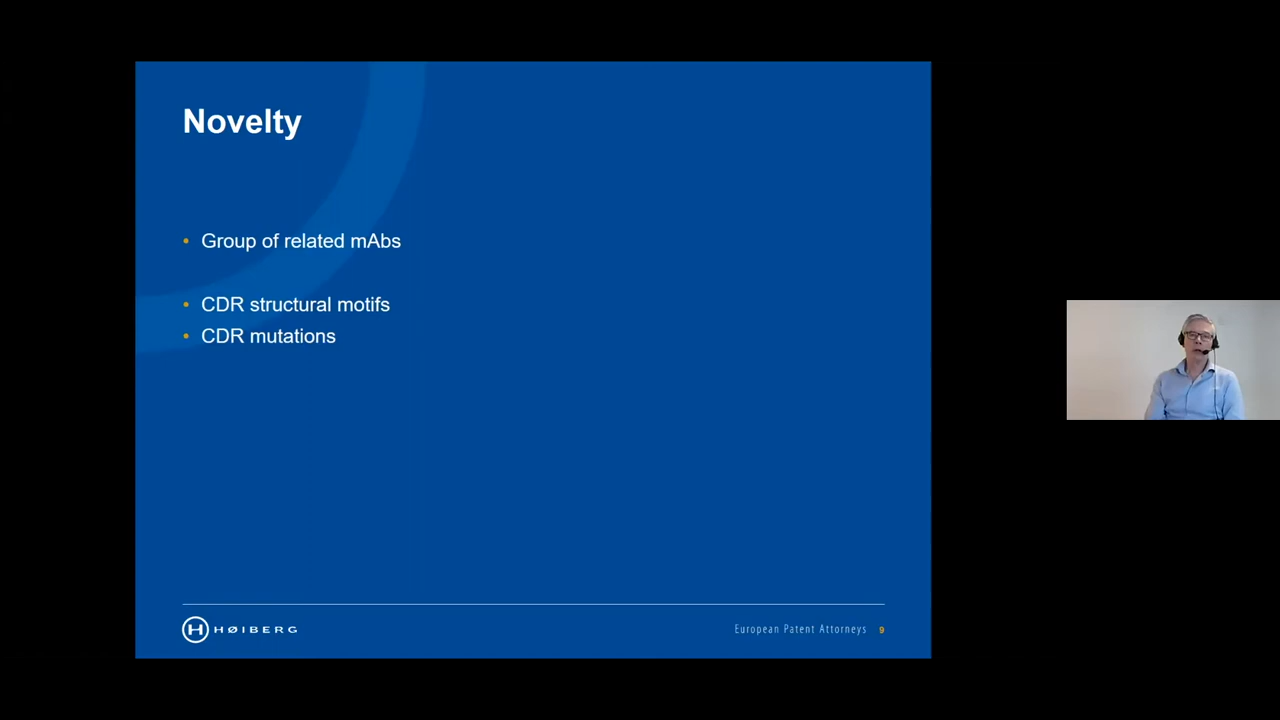 Novelty
• Group of related mAbs
• CDR structural motifs
• CDR mutations
H HØIBERG
European Patent Attorneys 9